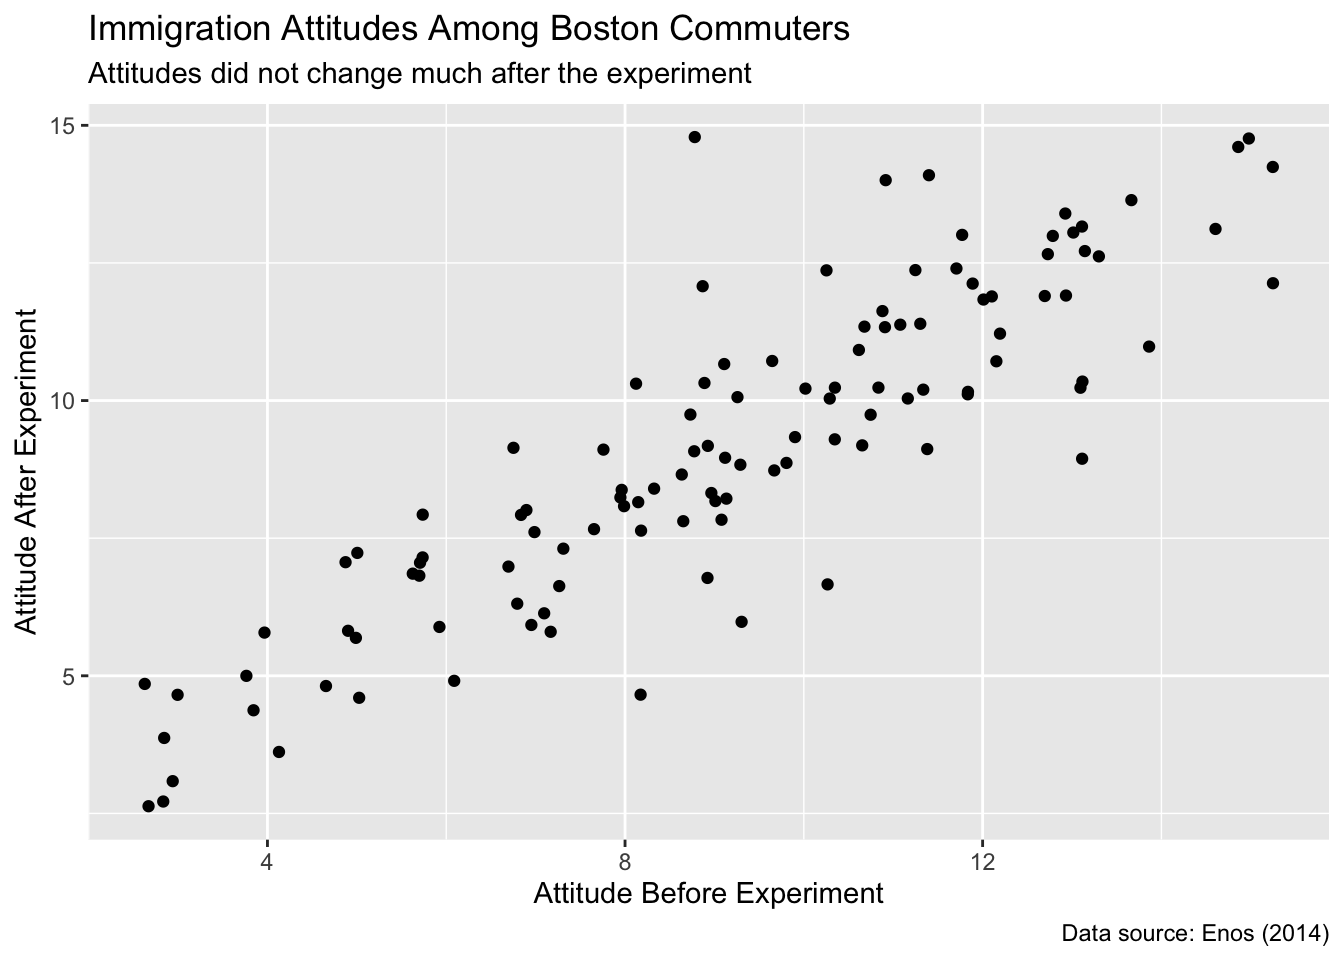 Immigration Attitudes Among Boston Commuters
Attitudes did not change much after the experiment
Attitude After Experiment
15
10
5
4 8 12
Attitude Before Experiment
Data source: Enos (2014)